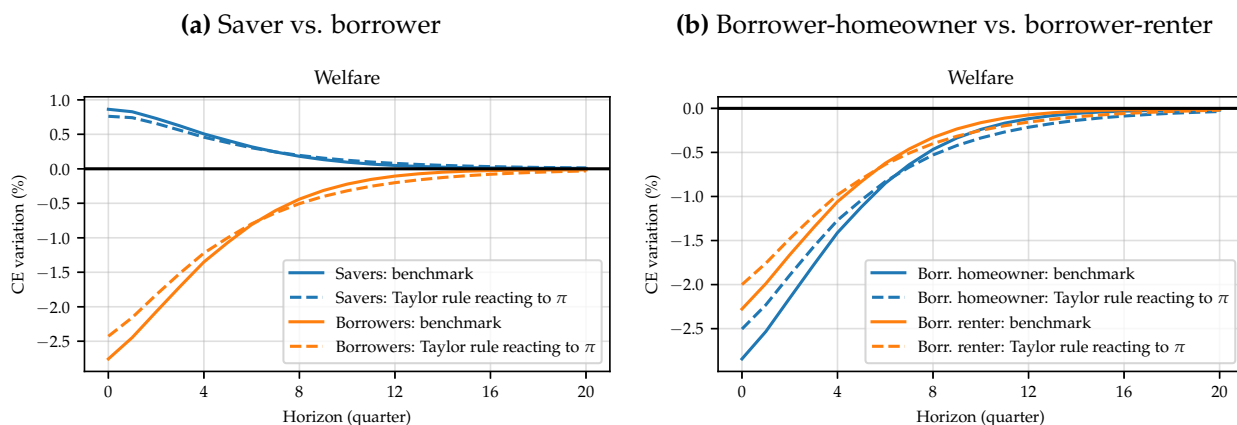 (a) Saver vs. borrower
Welfare
CE variation (%)
1.0
0.5
0.0
−0.5
−1.0
−1.5
−2.0
−2.5
Savers: benchmark
Savers: Taylor rule reacting to π
Borrowers: benchmark
Borrowers: Taylor rule reacting to π
0 4 8 12 16 20
Horizon (quarter)
(b) Borrower-homeowner vs. borrower-renter
Welfare
CE variation (%)
0.0
−0.5
−1.0
−1.5
−2.0
−2.5
Borr. homeowner: benchmark
Borr. homeowner: Taylor rule reacting to π
Borr. renter: benchmark
Borr. renter: Taylor rule reacting to π
0 4 8 12 16 20
Horizon (quarter)